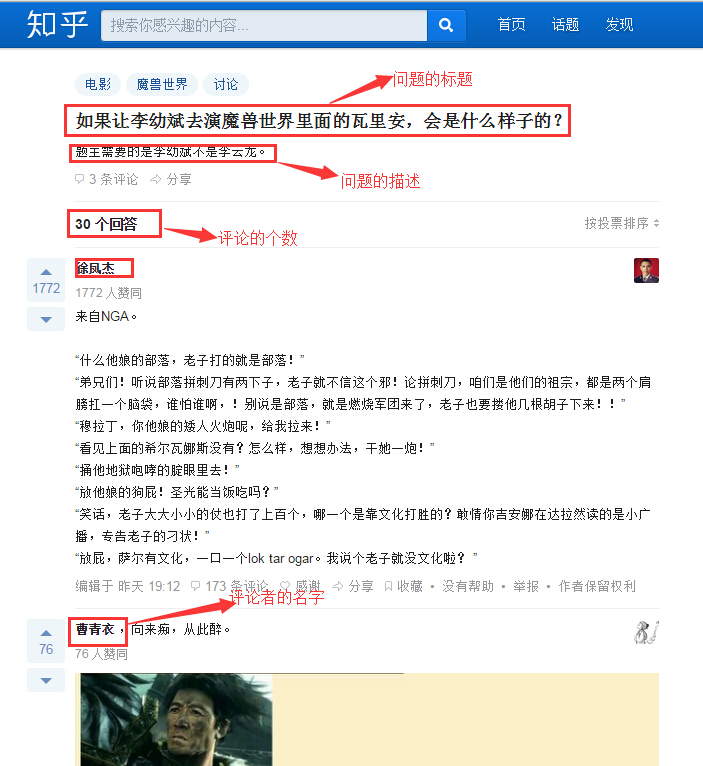 知乎
搜索你感兴趣的内容...
首页 话题 发现
电影 魔兽世界 讨论
问题的标题
如果让李幼斌去演魔兽世界里面的瓦里安，会是什么样子的？
题主需要的是李幼斌不是李云龙。
3 条评论 分享
问题的描述
30 个回答
按投票排序
评论的个数
徐凤杰
1772
1772 人赞同
来自NGA。
“什么他娘的部落，老子打的就是部落！”
“弟兄们！听说部落拼刺刀有两下子，老子就不信这个邪！论拼刺刀，咱们是他们的祖宗，都是两个肩
膀扛一个脑袋，谁怕谁啊，！别说是部落，就是燃烧军团来了，老子也要搂他几根胡子下来！！”
“穆拉丁，你他娘的矮人火炮呢，给我拉来！”
“看见上面的希尔瓦娜斯没有？怎么样，想想办法，干她一炮！”
“捅他地狱咆哮的腚眼里去！”
“放他娘的狗屁！圣光能当饭吃吗？”
“笑话，老子大大小小的仗也打了上百个，哪一个是靠文化打胜的？敢情你吉安娜在达拉然读的是小广
播，专告老子的刁状！”
“放屁，萨尔有文化，一口一个lok tar ogar。我说个老子就没文化啦？”
编辑于 昨天 19:12 173 条评论 感谢 分享 收藏 • 没有帮助 • 举报 • 作者保留权利
评论者的名字
曹青衣，向来痴，从此醉。
76
76 人赞同